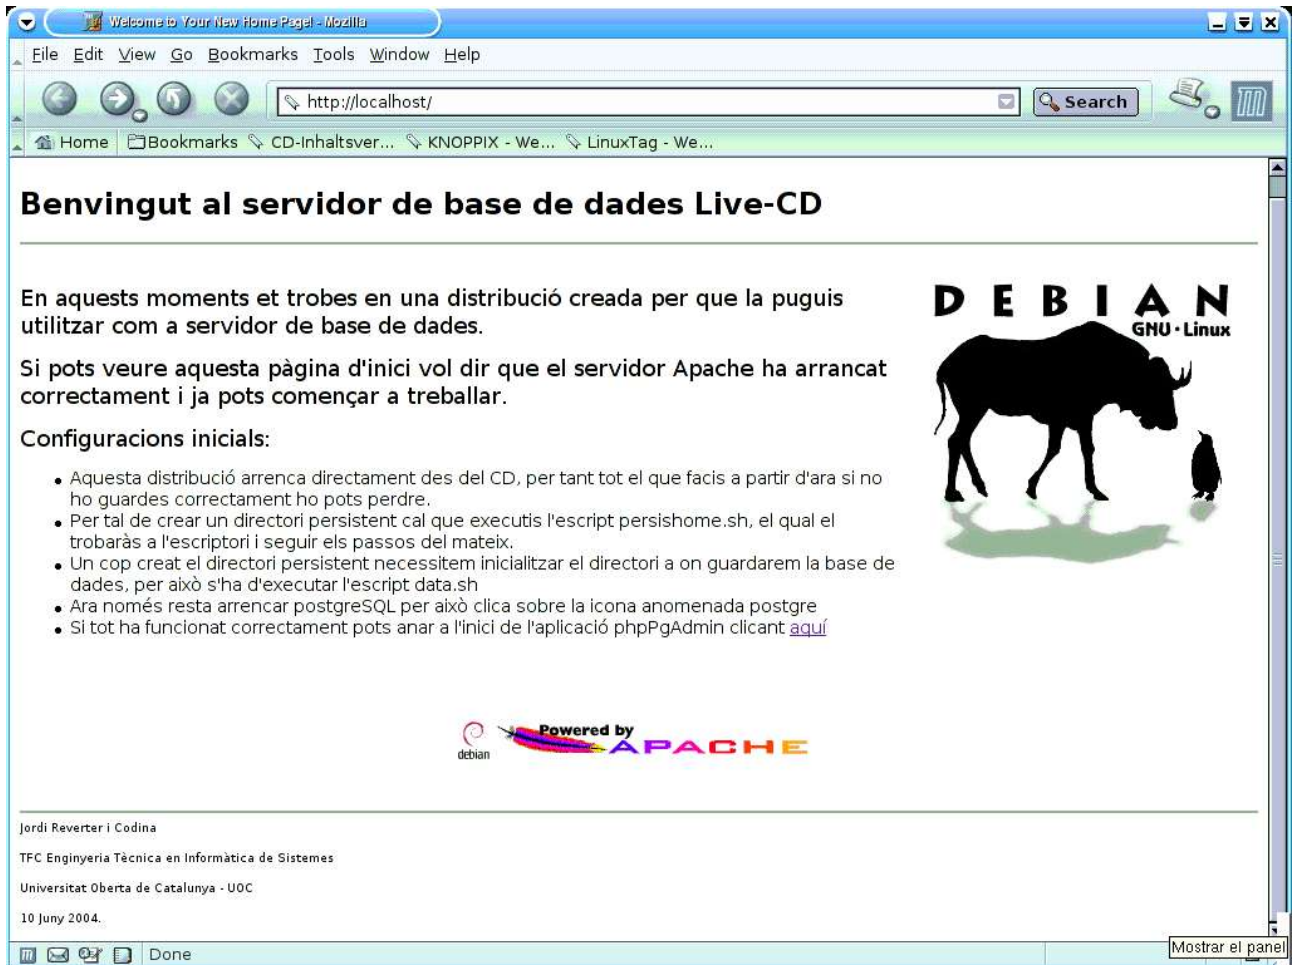 Welcome to Your New Home Page! - Mozilla
File Edit View Go Bookmarks Tools Window Help
http://localhost/
Search
Home Bookmarks CD-Inhaltsver... KNOPPIX - We... LinuxTag - We...
Benvingut al servidor de base de dades Live-CD
En aquests moments et trobes en una distribució creada per que la puguis
utilitzar com a servidor de base de dades.
Si pots veure aquesta pàgina d'inici vol dir que el servidor Apache ha arrancat
correctament i ja pots començar a treballar.
Configuracions inicials:
Aquesta distribució arrenca directament des del CD, per tant tot el que facis a partir d'ara si no
ho guardes correctament ho pots perdre.
Per tal de crear un directori persistent cal que executis l'escript persishome.sh, el qual el
trobaràs a l'escriptori i seguir els passos del mateix.
Un cop creat el directori persistent necessitem inicialitzar el directori a on guardarem la base de
dades, per això s'ha d'executar l'escript data.sh
Ara només resta arrencar postgreSQL per això clica sobre la icona anomenada postgre
Si tot ha funcionat correctament pots anar a l'inici de l'aplicació phpPgAdmin clicant aquí
DEBIAN
GNU·Linux
debian
Powered by
APACHE
Jordi Reverter i Codina
TFC Enginyeria Tècnica en Informàtica de Sistemes
Universitat Oberta de Catalunya - UOC
10 Juny 2004.
Done
Mostrar el panel